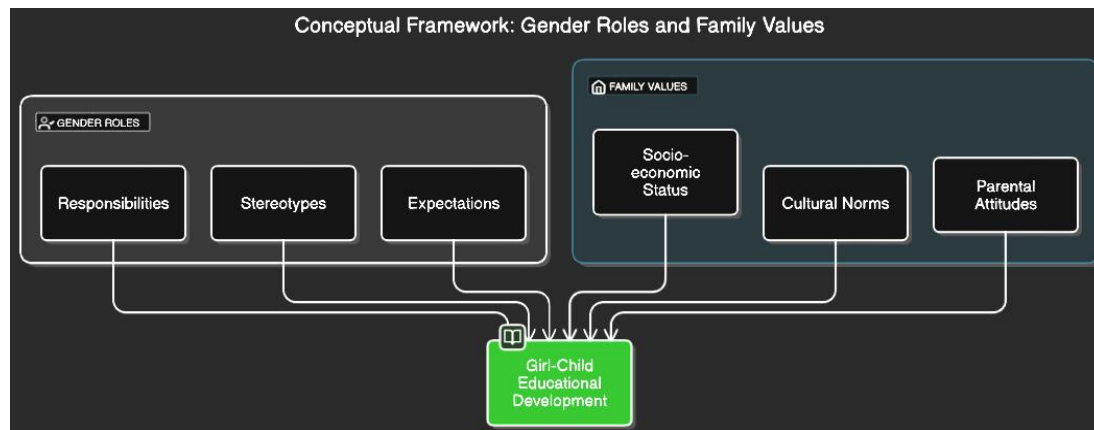 Conceptual Framework: Gender Roles and Family Values
GENDER ROLES
Responsibilities
Stereotypes
Expectations
FAMILY VALUES
Socio-
economic
Status
Cultural Norms
Parental
Attitudes
Girl-Child
Educational
Development